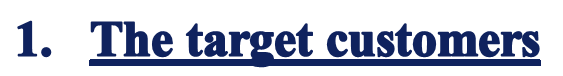 1. The target customers